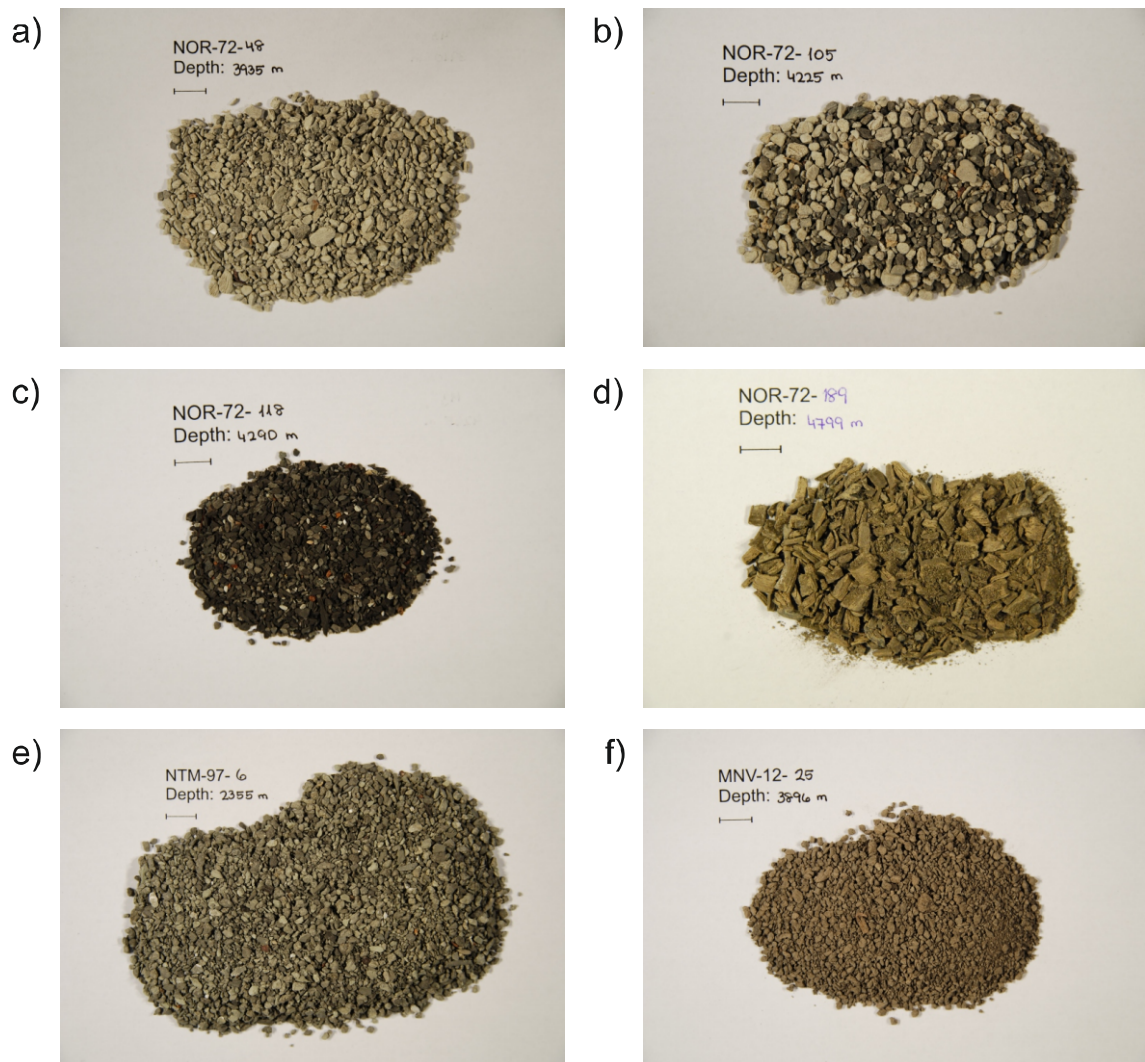 a)
NOR-72-48
Depth: 3935 m
b)
NOR-72-105
Depth: 4225 m
c)
NOR-72-118
Depth: 4290 m
d)
NOR-72-189
Depth: 4799 m
e)
NTM-97-6
Depth: 2355 m
f)
MNV-12-25
Depth: 3896 m